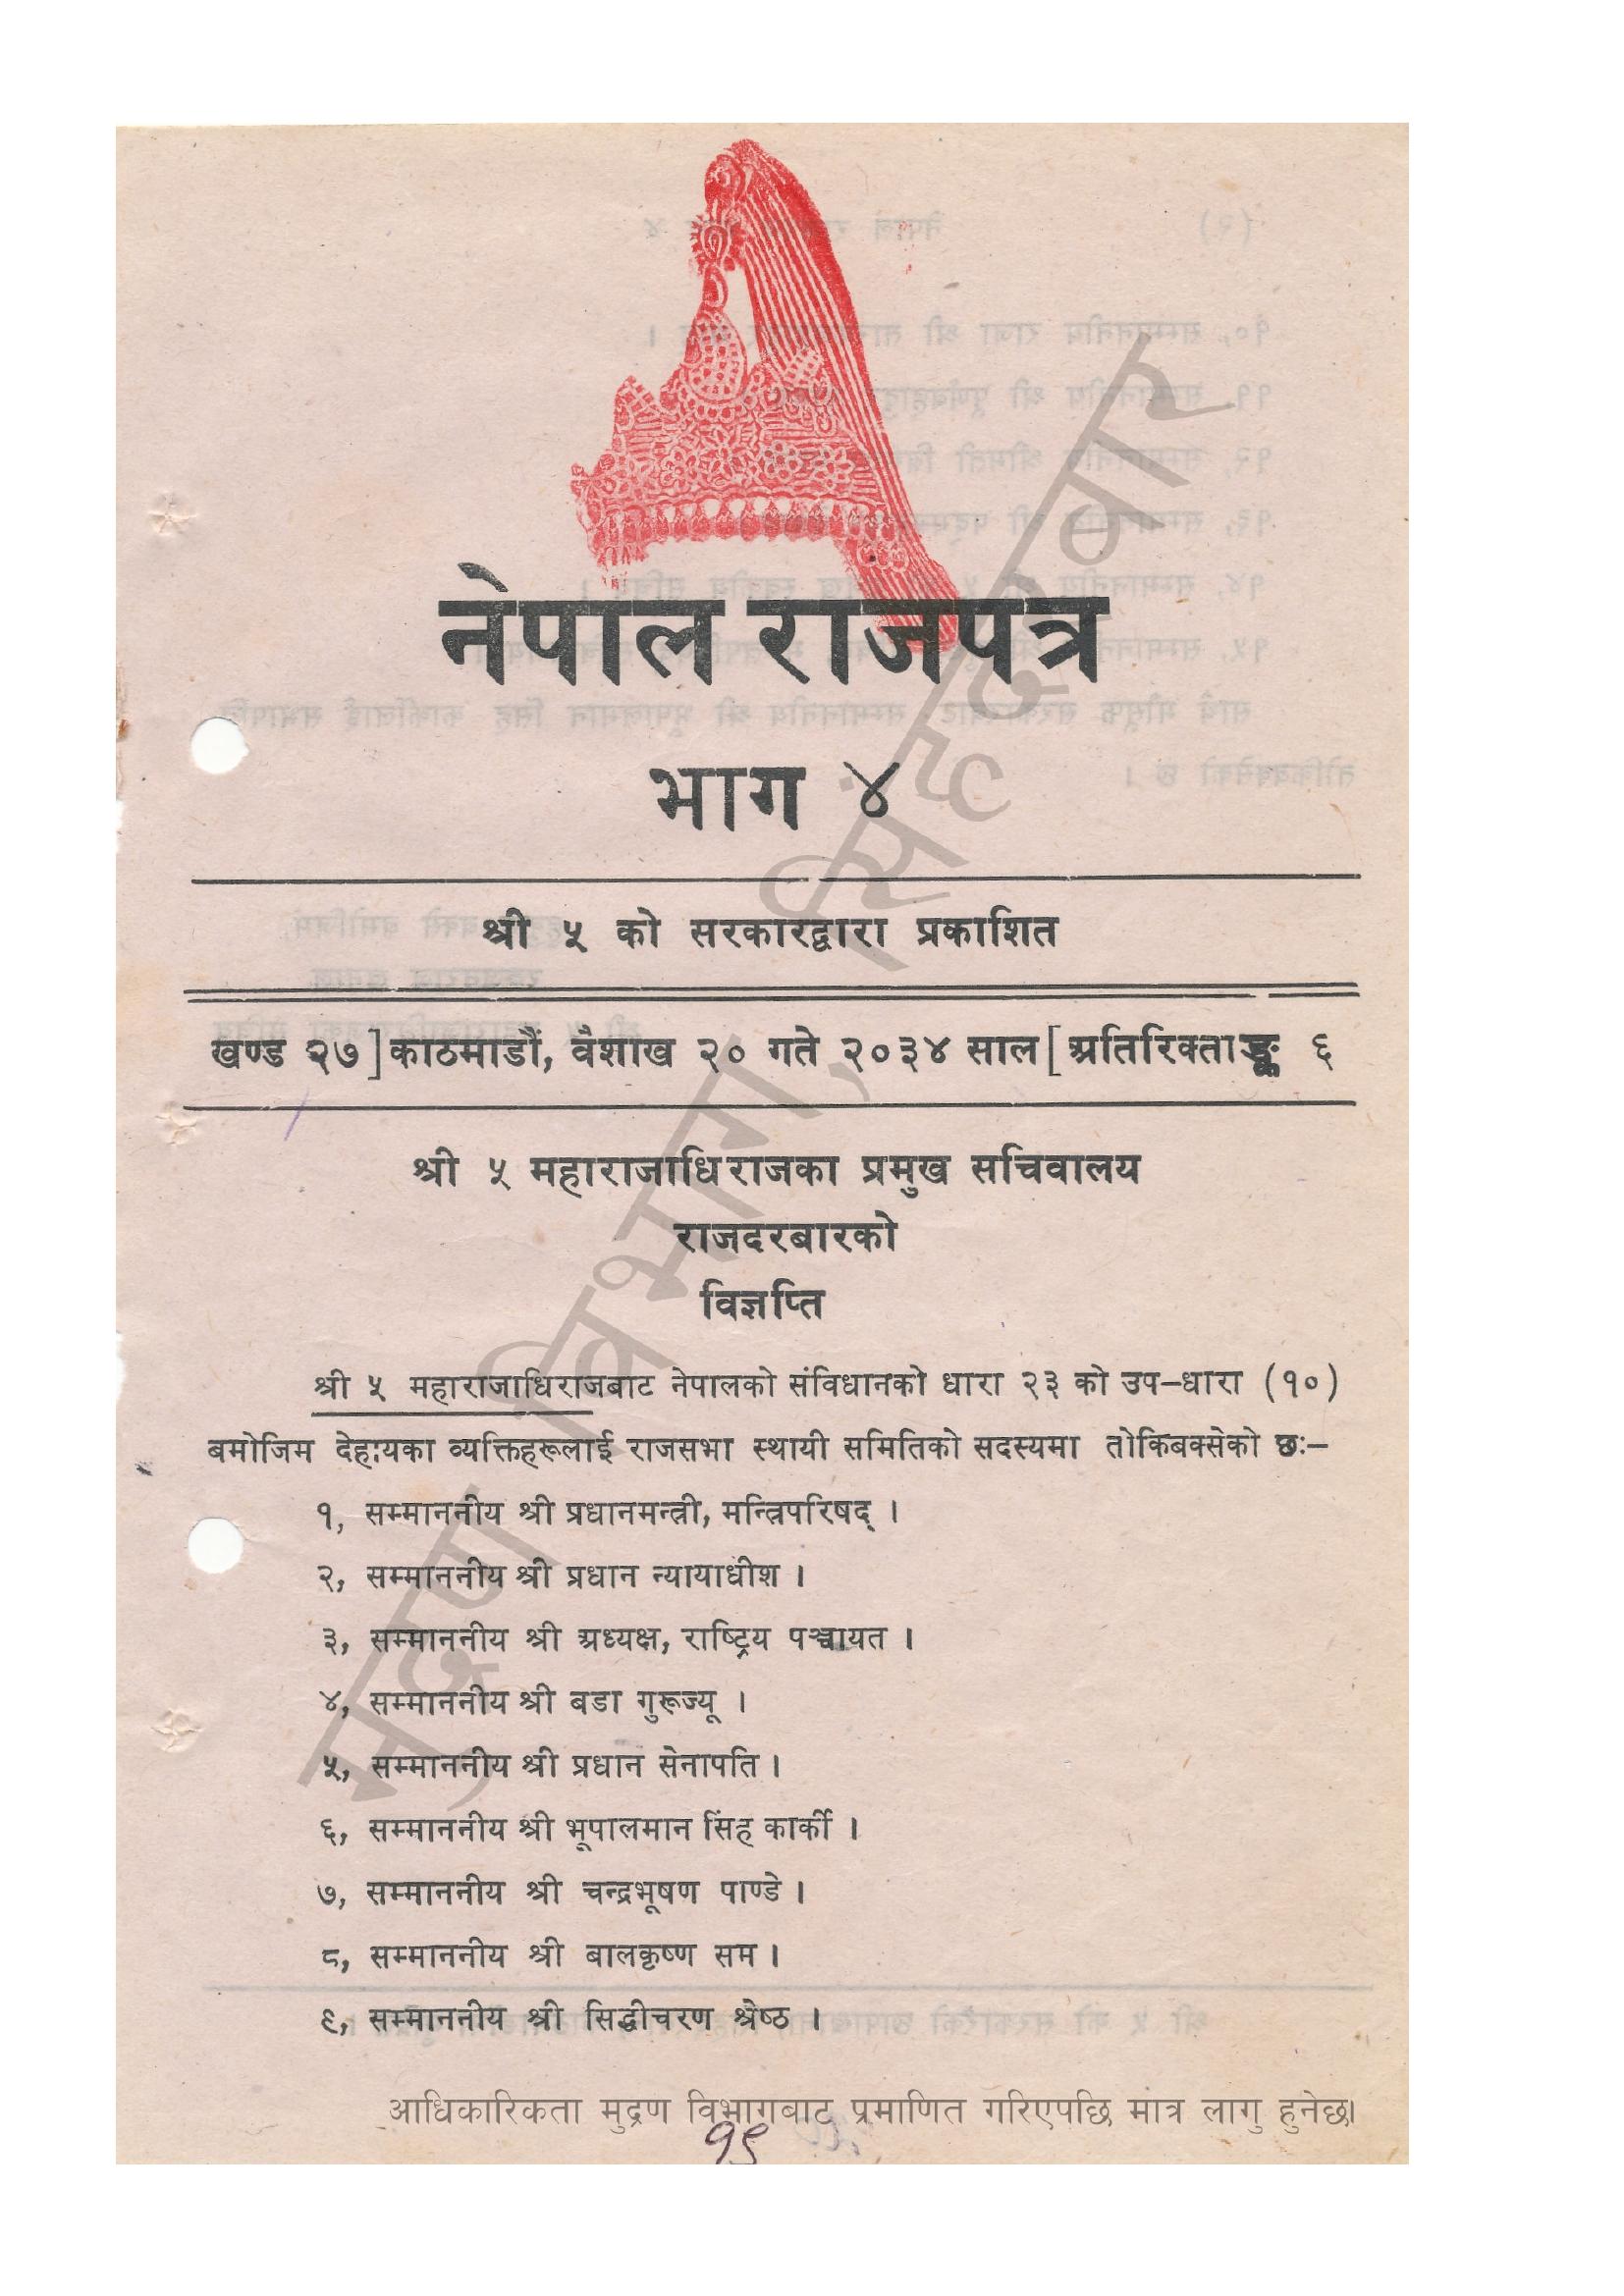 नेपाल राजपत्र
भाग ४
श्री ५ को सरकारद्वारा प्रकाशित
खण्ड २७] काठमाडौं, वैशाख २० गते २०३४ साल [अतिरिक्ताङ्क ६
श्री ५ महाराजाधिराजका प्रमुख सचिवालय
राजदरबारको
विज्ञप्ति
श्री ५ महाराजाधिराजबाट नेपालको संविधानको धारा २३ को उप-धारा (१०)
बमोजिम देहायका व्यक्तिहरूलाई राजसभा स्थायी समितिको सदस्यमा तोकिबक्सेको छः–
१, सम्माननीय श्री प्रधानमन्त्री, मन्त्रिपरिषद् ।
२, सम्माननीय श्री प्रधान न्यायाधीश ।
३, सम्माननीय श्री अध्यक्ष, राष्ट्रिय पञ्चायत ।
४, सम्माननीय श्री बडा गुरूज्यू ।
५, सम्माननीय श्री प्रधान सेनापति ।
६, सम्माननीय श्री भूपालमान सिंह कार्की ।
७, सम्माननीय श्री चन्द्रभूषण पाण्डे ।
८, सम्माननीय श्री बालकृष्ण सम ।
९, सम्माननीय श्री सिद्धीचरण श्रेष्ठ ।
मुद्रण विभाग, सिंहदरबार
आधिकारिकता मुद्रण विभागबाट प्रमाणित गरिएपछि मात्र लागु हुनेछ।
१९